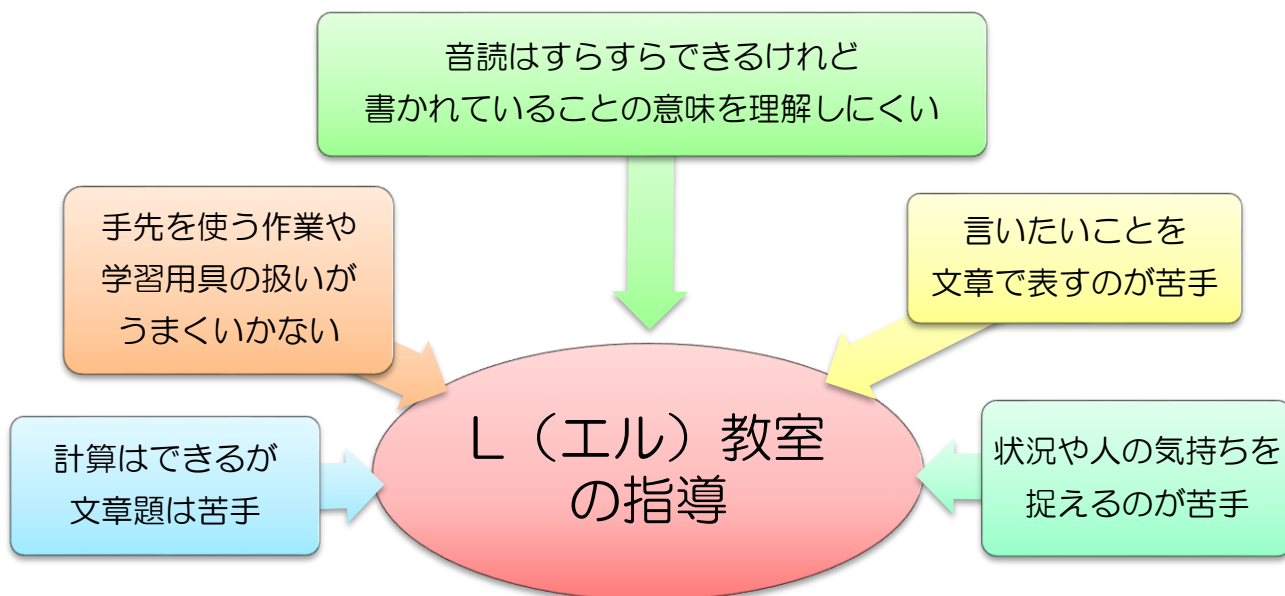 音読はすらすらできるけれど
書かれていることの意味を理解しにくい
手先を使う作業や
学習用具の扱いが
うまくいかない
言いたいことを
文章で表すのが苦手
計算はできるが
文章題は苦手
L（エル）教室
の指導
状況や人の気持ちを
捉えるのが苦手